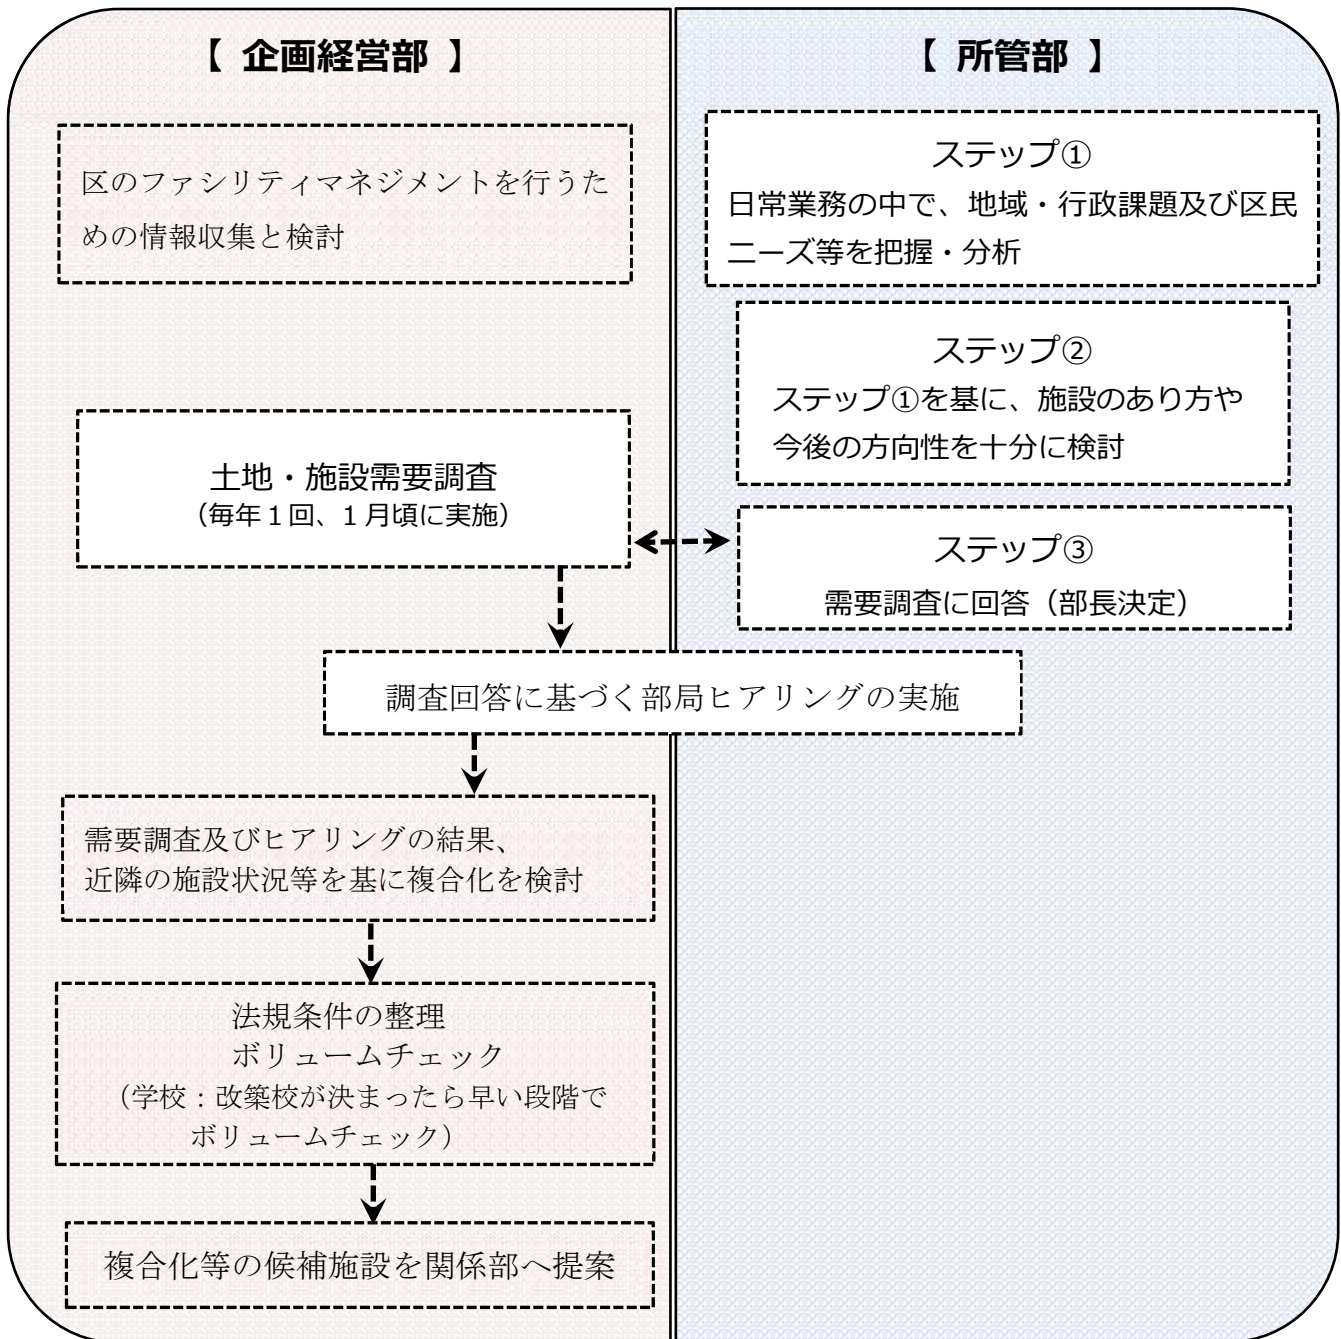 【 企画経営部 】
区のファシリティマネジメントを行うた
めの情報収集と検討
土地・施設需要調査
（毎年１回、１月頃に実施）
【 所管部 】
ステップ①
日常業務の中で、地域・行政課題及び区民
ニーズ等を把握・分析
ステップ②
ステップ①を基に、施設のあり方や
今後の方向性を十分に検討
ステップ③
需要調査に回答（部長決定）
調査回答に基づく部局ヒアリングの実施
需要調査及びヒアリングの結果、
近隣の施設状況等を基に複合化を検討
法規条件の整理
ボリュームチェック
（学校：改築校が決まったら早い段階で
ボリュームチェック）
複合化等の候補施設を関係部へ提案